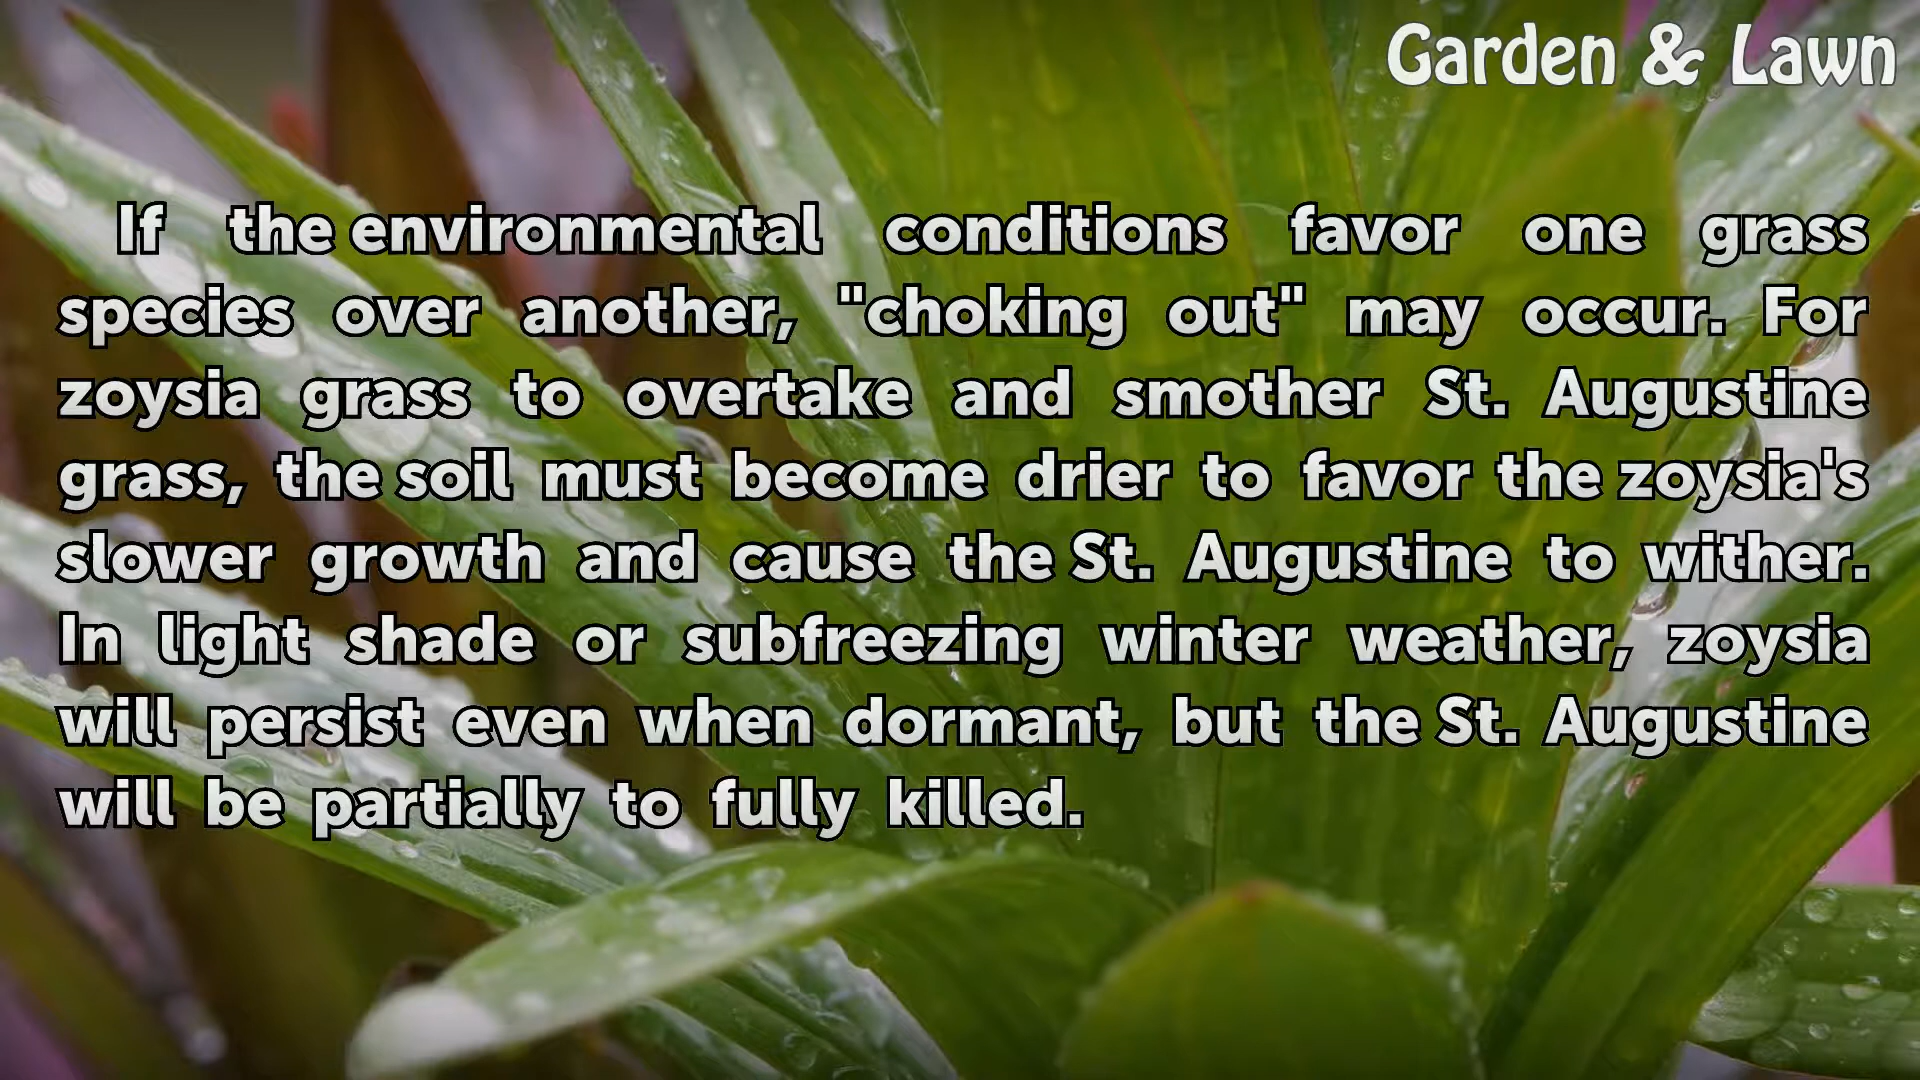 Garden & Lawn
If the environmental conditions favor one grass
species over another, "choking out" may occur. For
zoysia grass to overtake and smother St. Augustine
grass, the soil must become drier to favor the zoysia's
slower growth and cause the St. Augustine to wither.
In light shade or subfreezing winter weather, zoysia
will persist even when dormant, but the St. Augustine
will be partially to fully killed.